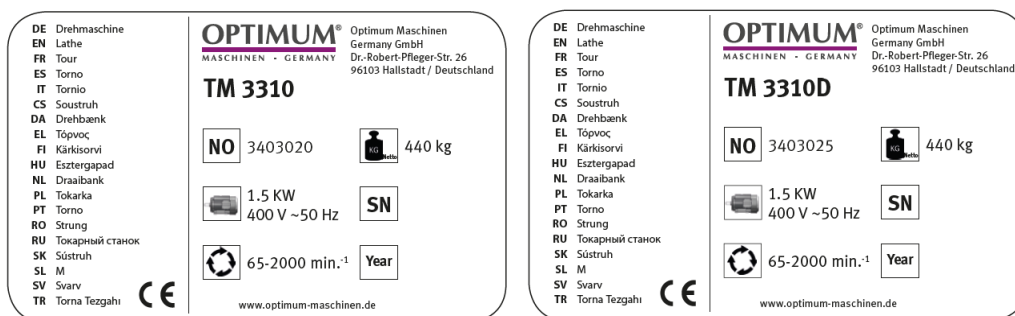 DE Drehmaschine
EN Lathe
FR Tour
ES Torno
IT Tornio
CS Soustruh
DA Drehbænk
EL Τόρνος
FI Kärkisorvi
HU Esztergapad
NL Draaibank
PL Tokarka
PT Torno
RO Strung
RU Токарный станок
SK Sústruh
SL M
SV Svarv
TR Torna Tezgahı
CE
OPTIMUM®
MASCHINEN - GERMANY
Optimum Maschinen
Germany GmbH
Dr.-Robert-Pfleger-Str. 26
96103 Hallstadt / Deutschland
TM 3310
NO 3403020
KG Netto 440 kg
1.5 KW
400 V ~50 Hz
SN
65-2000 min.⁻¹
Year
www.optimum-maschinen.de
DE Drehmaschine
EN Lathe
FR Tour
ES Torno
IT Tornio
CS Soustruh
DA Drehbænk
EL Τόρνος
FI Kärkisorvi
HU Esztergapad
NL Draaibank
PL Tokarka
PT Torno
RO Strung
RU Токарный станок
SK Sústruh
SL M
SV Svarv
TR Torna Tezgahı
CE
OPTIMUM®
MASCHINEN - GERMANY
Optimum Maschinen
Germany GmbH
Dr.-Robert-Pfleger-Str. 26
96103 Hallstadt / Deutschland
TM 3310D
NO 3403025
KG Netto 440 kg
1.5 KW
400 V ~50 Hz
SN
65-2000 min.⁻¹
Year
www.optimum-maschinen.de